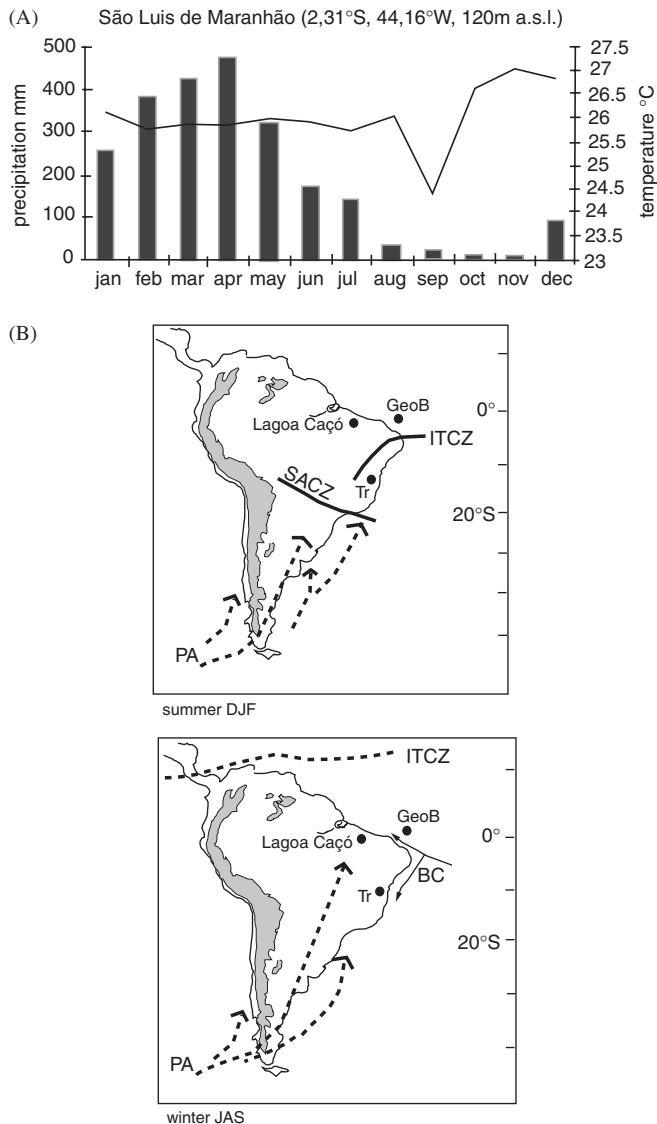 (A) São Luis de Maranhão (2,31°S, 44,16°W, 120m a.s.l.)
precipitation mm
500
400
300
200
100
0
jan feb mar apr may jun jul aug sep oct nov dec
27.5
27
26.5
26
25.5
25
24.5
24
23.5
23
temperature °C
(B)
GeoB
0°
Lagoa Caçó
ITCZ
SACZ
Tr
20°S
PA
summer DJF
ITCZ
GeoB
0°
Lagoa Caçó
BC
Tr
20°S
PA
winter JAS